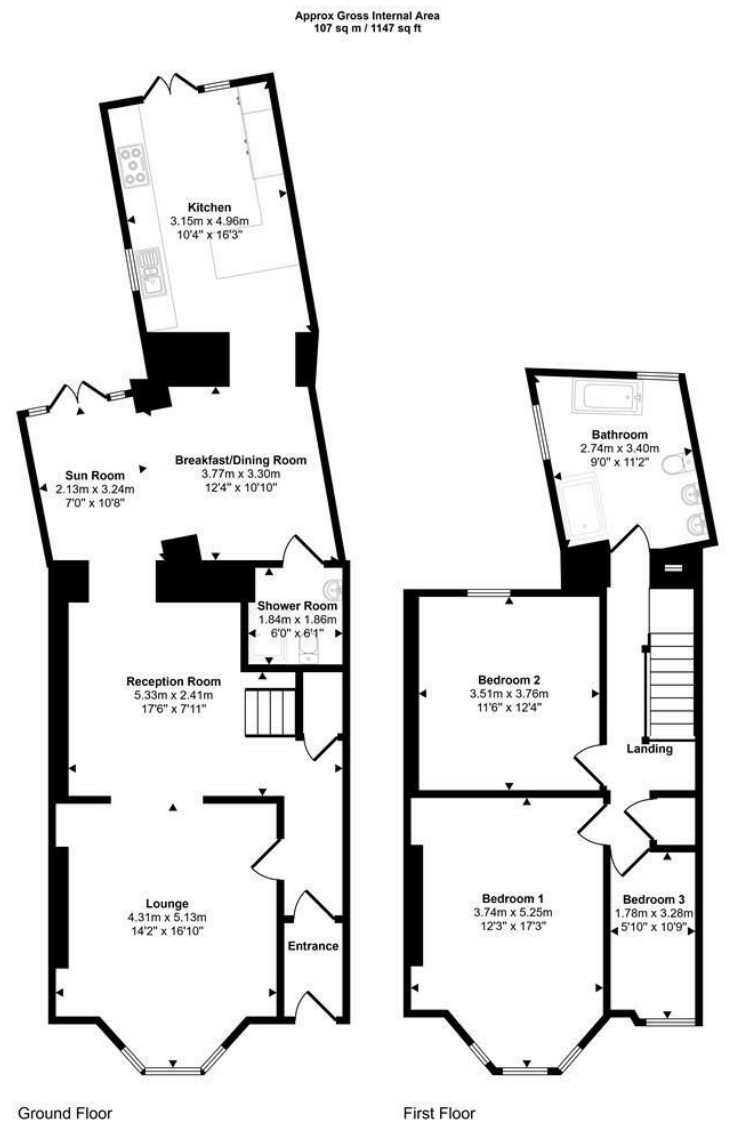 Approx Gross Internal Area
107 sq m / 1147 sq ft
Kitchen
3.15m x 4.96m
10'4" x 16'3"
Sun Room
2.13m x 3.24m
7'0" x 10'8"
Breakfast/Dining Room
3.77m x 3.30m
12'4" x 10'10"
Shower Room
1.84m x 1.86m
6'0" x 6'1"
Reception Room
5.33m x 2.41m
17'6" x 7'11"
Lounge
4.31m x 5.13m
14'2" x 16'10"
Entrance
Ground Floor
Bathroom
2.74m x 3.40m
9'0" x 11'2"
Bedroom 2
3.51m x 3.76m
11'6" x 12'4"
Landing
Bedroom 1
3.74m x 5.25m
12'3" x 17'3"
Bedroom 3
1.78m x 3.28m
5'10" x 10'9"
First Floor